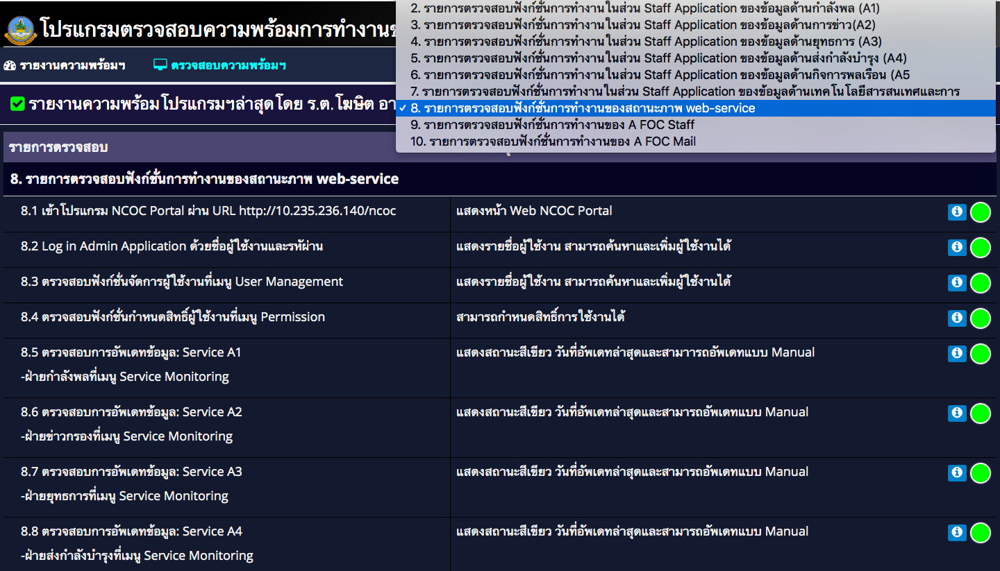 โปรแกรมตรวจสอบความพร้อมการทำงานข
2. รายการตรวจสอบฟังก์ชั่นการทำงานในส่วน Staff Application ของข้อมูลด้านกำลังพล (A1)
3. รายการตรวจสอบฟังก์ชั่นการทำงานในส่วน Staff Application ของข้อมูลด้านการข่าว(A2)
4. รายการตรวจสอบฟังก์ชั่นการทำงานในส่วน Staff Application ของข้อมูลด้านยุทธการ (A3)
5. รายการตรวจสอบฟังก์ชั่นการทำงานในส่วน Staff Application ของข้อมูลด้านส่งกำลังบำรุง (A4)
6. รายการตรวจสอบฟังก์ชั่นการทำงานในส่วน Staff Application ของข้อมูลด้านกิจการพลเรือน (A5
7. รายการตรวจสอบฟังก์ชั่นการทำงานในส่วน Staff Application ของข้อมูลด้านเทคโนโลยีสารสนเทศและการ
✓ 8. รายการตรวจสอบฟังก์ชั่นการทำงานของสถานะภาพ web-service
9. รายการตรวจสอบฟังก์ชั่นการทำงานของ A FOC Staff
10. รายการตรวจสอบฟังก์ชั่นการทำงานของ A FOC Mail
รายงานความพร้อมฯ ตรวจสอบความพร้อมฯ
รายงานความพร้อมโปรแกรมฯล่าสุดโดย ร.ต.โฆษิต อา
รายการตรวจสอบ
8. รายการตรวจสอบฟังก์ชั่นการทำงานของสถานะภาพ web-service
8.1 เข้าโปรแกรม NCOC Portal ผ่าน URL http://10.235.236.140/ncoc แสดงหน้า Web NCOC Portal
8.2 Log in Admin Application ด้วยชื่อผู้ใช้งานและรหัผ่าน แสดงรายชื่อผู้ใช้งาน สามารถค้นหาและเพิ่มผู้ใช้งานได้
8.3 ตรวจสอบฟังก์ชั่นจัดการผู้ใช้งานที่เมนู User Management แสดงรายชื่อผู้ใช้งาน สามารถค้นหาและเพิ่มผู้ใช้งานได้
8.4 ตรวจสอบฟังก์ชั่นกำหนดสิทธิ์ผู้ใช้งานที่เมนู Permission สามารถกำหนดสิทธิ์การใช้งานได้
8.5 ตรวจสอบการอัพเดทข้อมูล: Service A1 แสดงสถานะสีเขียว วันที่อัพเดทล่าสุดและสามาารถอัพเดทแบบ Manual
-ฝ่ายกำลังพลที่เมนู Service Monitoring
8.6 ตรวจสอบการอัพเดทข้อมูล: Service A2 แสดงสถานะสีเขียว วันที่อัพเดทล่าสุดและสามารถอัพเดทแบบ Manual
-ฝ่ายข่าวกรองที่เมนู Service Monitoring
8.7 ตรวจสอบการอัพเดทข้อมูล: Service A3 แสดงสถานะสีเขียว วันที่อัพเดทล่าสุดและสามารถอัพเดทแบบ Manual
-ฝ่ายยุทธการที่เมนู Service Monitoring
8.8 ตรวจสอบการอัพเดทข้อมูล: Service A4 แสดงสถานะสีเขียว วันที่อัพเดทล่าสุดและสามารถอัพเดทแบบ Manual
-ฝ่ายส่งกำลังบำรุงที่เมนู Service Monitoring